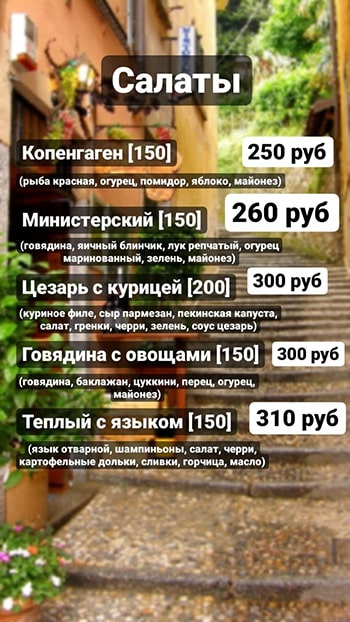 Салаты
Копенгаген [150] 250 руб
(рыба красная, огурец, помидор, яблоко, майонез)
Министерский [150] 260 руб
(говядина, яичный блинчик, лук репчатый, огурец
маринованный, зелень, майонез)
Цезарь с курицей [200] 300 руб
(куриное филе, сыр пармезан, пекинская капуста,
салат, гренки, черри, зелень, соус цезарь)
Говядина с овощами [150] 300 руб
(говядина, баклажан, цуккини, перец, огурец,
майонез)
Теплый с языком [150] 310 руб
(язык отварной, шампиньоны, салат, черри,
картофельные дольки, сливки, горчица, масло)